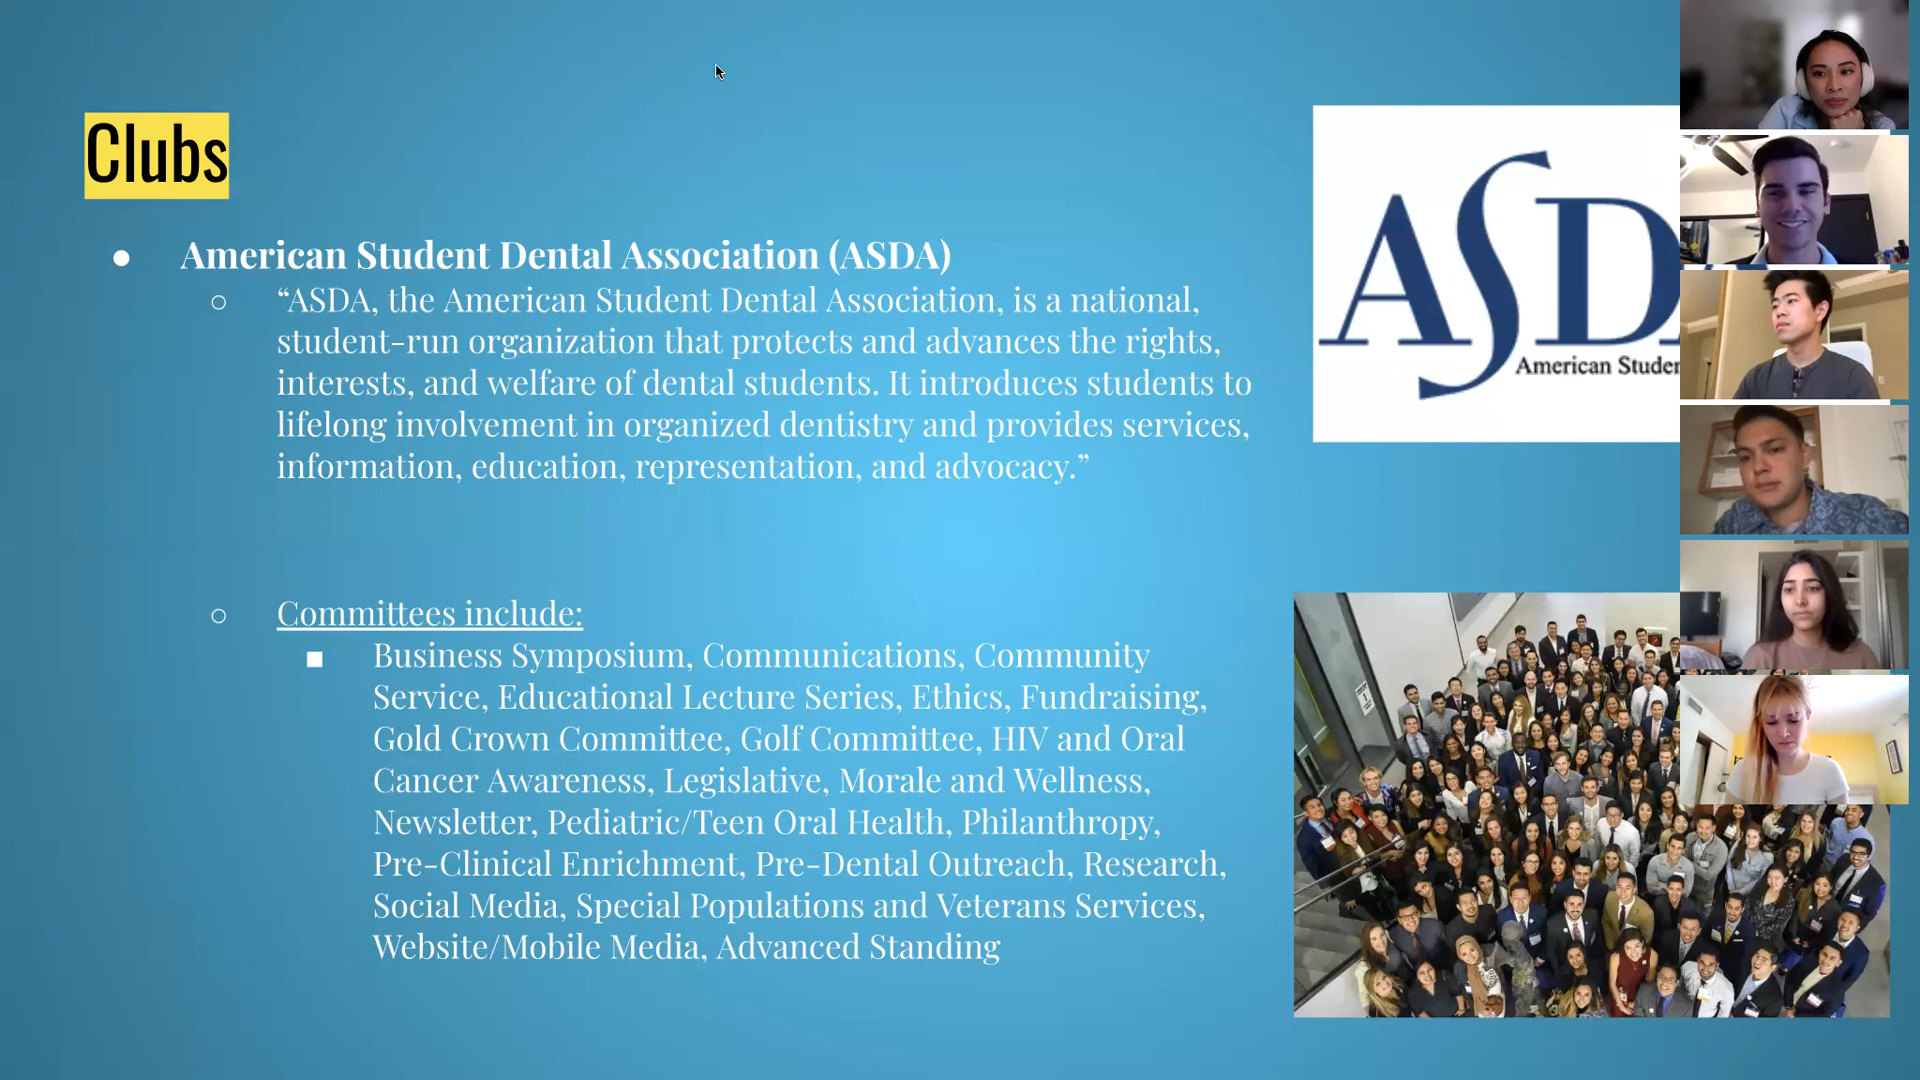 Clubs
● American Student Dental Association (ASDA)
○ “ASDA, the American Student Dental Association, is a national,
student-run organization that protects and advances the rights,
interests, and welfare of dental students. It introduces students to
lifelong involvement in organized dentistry and provides services,
information, education, representation, and advocacy.”
○ Committees include:
■ Business Symposium, Communications, Community
Service, Educational Lecture Series, Ethics, Fundraising,
Gold Crown Committee, Golf Committee, HIV and Oral
Cancer Awareness, Legislative, Morale and Wellness,
Newsletter, Pediatric/Teen Oral Health, Philanthropy,
Pre-Clinical Enrichment, Pre-Dental Outreach, Research,
Social Media, Special Populations and Veterans Services,
Website/Mobile Media, Advanced Standing
ASD
American Studen